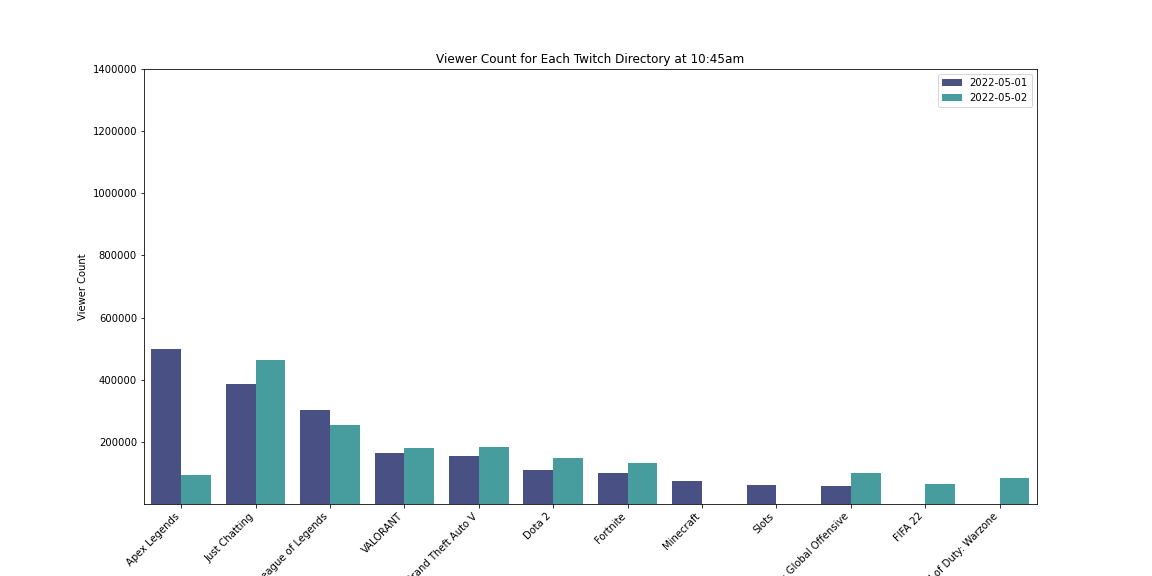 Viewer Count for Each Twitch Directory at 10:45am
1400000
1200000
1000000
800000
600000
400000
200000
Viewer Count
2022-05-01
2022-05-02
Apex Legends
Just Chatting
eague of Legends
VALORANT
rand Theft Auto V
Dota 2
Fortnite
Minecraft
Slots
Global Offensive
FIFA 22
of Duty: Warzone